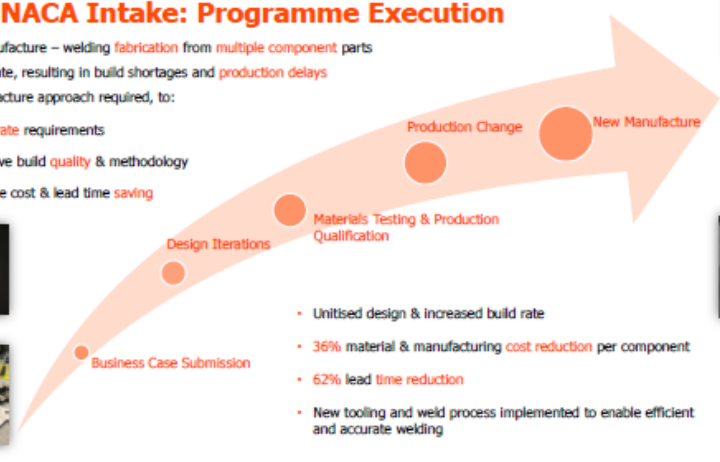 NACA Intake: Programme Execution
ufacture – welding fabrication from multiple component parts
te, resulting in build shortages and production delays
acture approach required, to:
ate requirements
ve build quality & methodology
e cost & lead time saving
Production Change
New Manufacture
Materials Testing & Production
Qualification
Design Iterations
Business Case Submission
• Unitised design & increased build rate
• 36% material & manufacturing cost reduction per component
• 62% lead time reduction
• New tooling and weld process implemented to enable efficient
and accurate welding